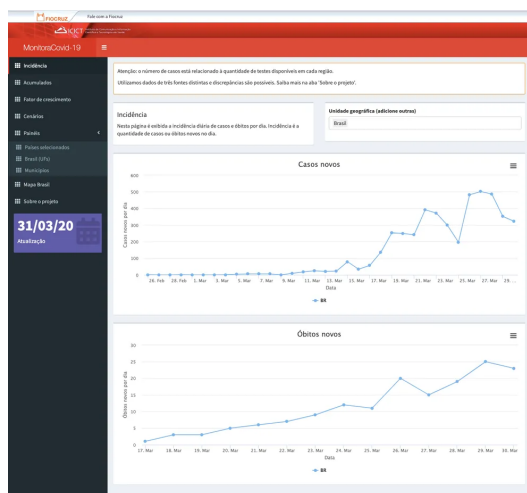 FIOCRUZ
Fale com a Fiocruz
ICICT
MonitoraCovid-19
Incidência
Acumulados
Fator de crescimento
Cenários
Painéis
Países selecionados
Brasil (UFs)
Municípios
Mapa Brasil
Sobre o projeto
31/03/20
Atualização
Atenção: o número de casos está relacionado à quantidade de testes disponíveis em cada região.
Utilizamos dados de três fontes distintas e discrepâncias são possíveis. Saiba mais na aba 'Sobre o projeto'.
Incidência
Nesta página é exibida a incidência diária de casos e óbitos por dia. Incidência é a
quantidade de casos ou óbitos novos no dia.
Unidade geográfica (adicione outras)
Brasil
Casos novos
Casos novos por dia
600
500
400
300
200
100
0
26. Feb 28. Feb 1. Mar 3. Mar 5. Mar 7. Mar 9. Mar 11. Mar 13. Mar 15. Mar 17. Mar 19. Mar 21. Mar 23. Mar 25. Mar 27. Mar 29. ...
Data
BR
Óbitos novos
Óbitos novos por dia
30
25
20
15
10
5
0
17. Mar 18. Mar 19. Mar 20. Mar 21. Mar 22. Mar 23. Mar 24. Mar 25. Mar 26. Mar 27. Mar 28. Mar 29. Mar 30. Mar
Data
BR